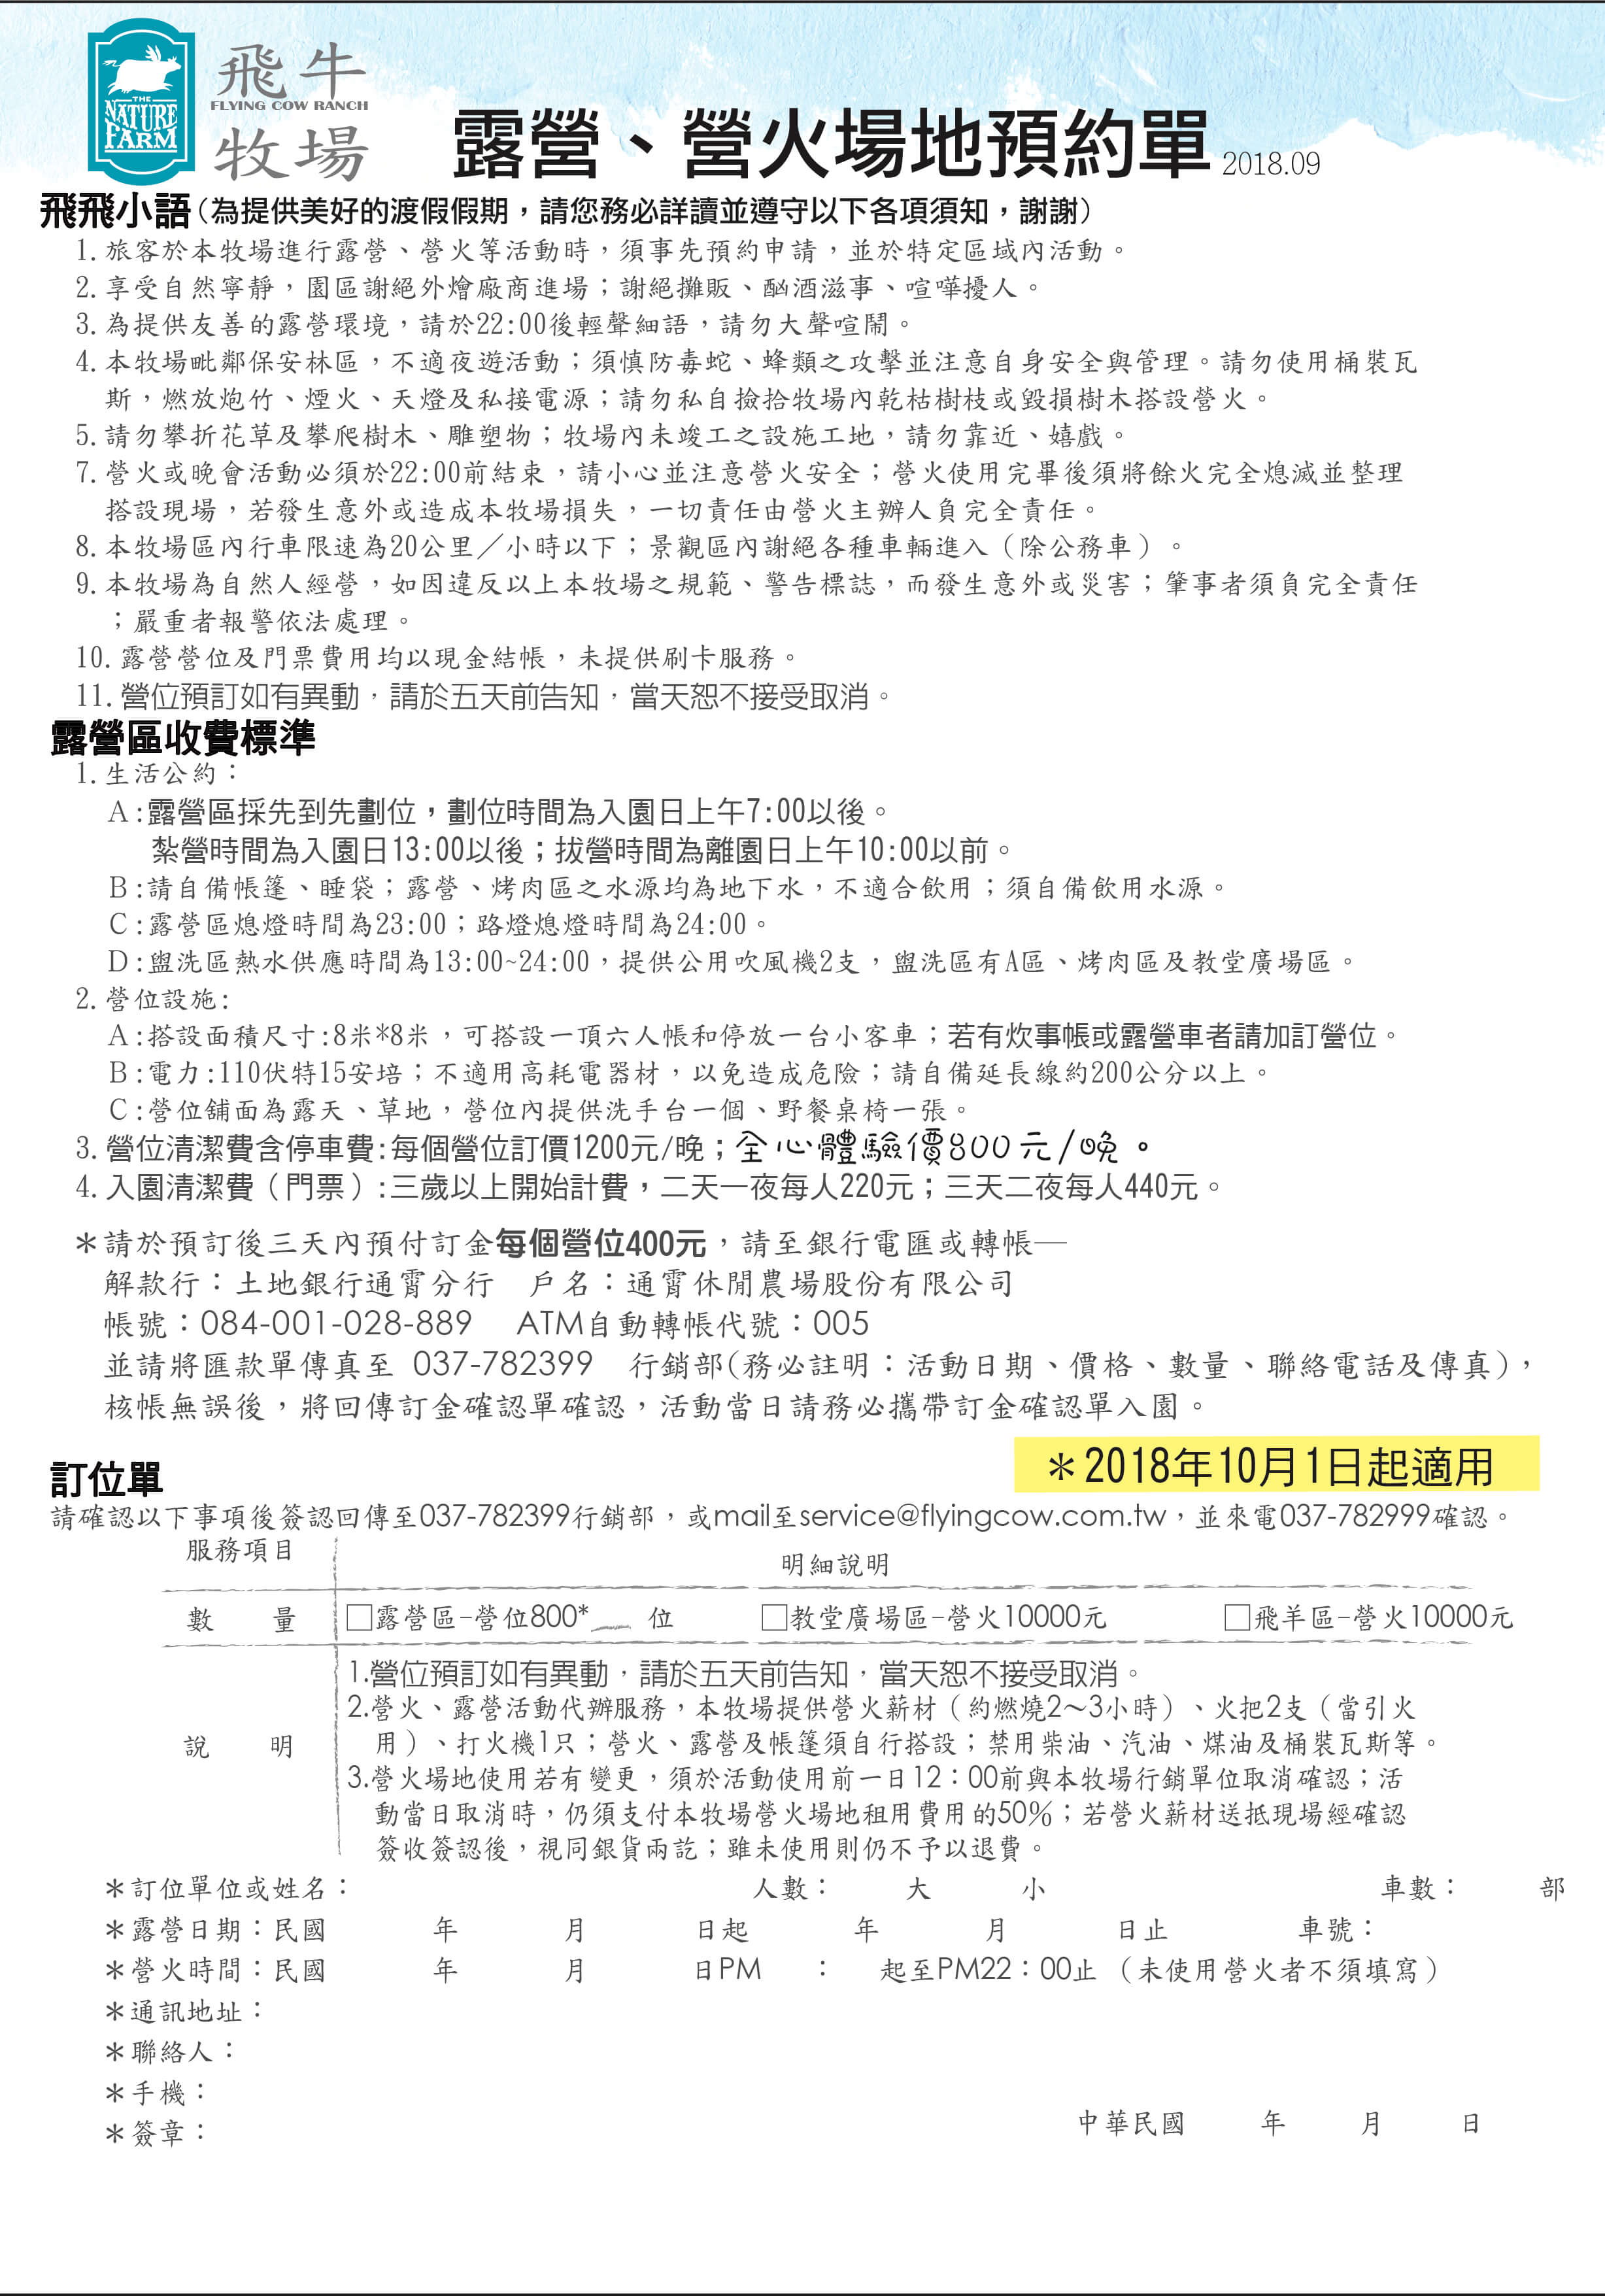 飛牛
FLYING COW RANCH
牧場
THE
NATURE
FARM
露營、營火場地預約單 2018.09
飛飛小語(為提供美好的渡假假期，請您務必詳讀並遵守以下各項須知，謝謝)
1. 旅客於本牧場進行露營、營火等活動時，須事先預約申請，並於特定區域內活動。
2. 享受自然寧靜，園區謝絕外燴廠商進場；謝絕攤販、酗酒滋事、喧嘩擾人。
3. 為提供友善的露營環境，請於22:00後輕聲細語，請勿大聲喧鬧。
4. 本牧場毗鄰保安林區，不適夜遊活動；須慎防毒蛇、蜂類之攻擊並注意自身安全與管理。請勿使用桶裝瓦
斯，燃放炮竹、煙火、天燈及私接電源；請勿私自撿拾牧場內乾枯樹枝或毀損樹木搭設營火。
5. 請勿攀折花草及攀爬樹木、雕塑物；牧場內未竣工之設施工地，請勿靠近、嬉戲。
7. 營火或晚會活動必須於22:00前結束，請小心並注意營火安全；營火使用完畢後須將餘火完全熄滅並整理
搭設現場，若發生意外或造成本牧場損失，一切責任由營火主辦人負完全責任。
8. 本牧場區內行車限速為20公里／小時以下；景觀區內謝絕各種車輛進入（除公務車）。
9. 本牧場為自然人經營，如因違反以上本牧場之規範、警告標誌，而發生意外或災害；肇事者須負完全責任
；嚴重者報警依法處理。
10. 露營營位及門票費用均以現金結帳，未提供刷卡服務。
11. 營位預訂如有異動，請於五天前告知，當天恕不接受取消。
露營區收費標準
1. 生活公約：
A:露營區採先到先劃位，劃位時間為入園日上午7:00以後。
紮營時間為入園日13:00以後；拔營時間為離園日上午10:00以前。
B:請自備帳篷、睡袋；露營、烤肉區之水源均為地下水，不適合飲用；須自備飲用水源。
C:露營區熄燈時間為23:00；路燈熄燈時間為24:00。
D:盥洗區熱水供應時間為13:00~24:00，提供公用吹風機2支，盥洗區有A區、烤肉區及教堂廣場區。
2. 營位設施:
A:搭設面積尺寸:8米*8米，可搭設一頂六人帳和停放一台小客車；若有炊事帳或露營車者請加訂營位。
B:電力:110伏特15安培；不適用高耗電器材，以免造成危險；請自備延長線約200公分以上。
C:營位舖面為露天、草地，營位內提供洗手台一個、野餐桌椅一張。
3. 營位清潔費含停車費:每個營位訂價1200元/晚；全心體驗價800元/晚。
4. 入園清潔費（門票）:三歲以上開始計費，二天一夜每人220元；三天二夜每人440元。
＊請於預訂後三天內預付訂金每個營位400元，請至銀行電匯或轉帳—
解款行：土地銀行通霄分行　戶名：通霄休閒農場股份有限公司
帳號：084-001-028-889　ATM自動轉帳代號：005
並請將匯款單傳真至 037-782399　行銷部(務必註明：活動日期、價格、數量、聯絡電話及傳真)，
核帳無誤後，將回傳訂金確認單確認，活動當日請務必攜帶訂金確認單入園。
＊2018年10月1日起適用
訂位單
請確認以下事項後簽認回傳至037-782399行銷部，或mail至service@flyingcow.com.tw，並來電037-782999確認。
服務項目　明細說明
數　量　□露營區-營位800*__ 位　□教堂廣場區-營火10000元　□飛羊區-營火10000元
說　明
1.營位預訂如有異動，請於五天前告知，當天恕不接受取消。
2.營火、露營活動代辦服務，本牧場提供營火薪材（約燃燒2～3小時）、火把2支（當引火
用）、打火機1只；營火、露營及帳篷須自行搭設；禁用柴油、汽油、煤油及桶裝瓦斯等。
3.營火場地使用若有變更，須於活動使用前一日12：00前與本牧場行銷單位取消確認；活
動當日取消時，仍須支付本牧場營火場地租用費用的50%；若營火薪材送抵現場經確認
簽收簽認後，視同銀貨兩訖；雖未使用則仍不予以退費。
＊訂位單位或姓名：　人數：　大　小　車數：　部
＊露營日期：民國　年　月　日起　年　月　日止　車號：
＊營火時間：民國　年　月　日PM　：　起至PM22：00止（未使用營火者不須填寫）
＊通訊地址：
＊聯絡人：
＊手機：
＊簽章：
中華民國　年　月　日